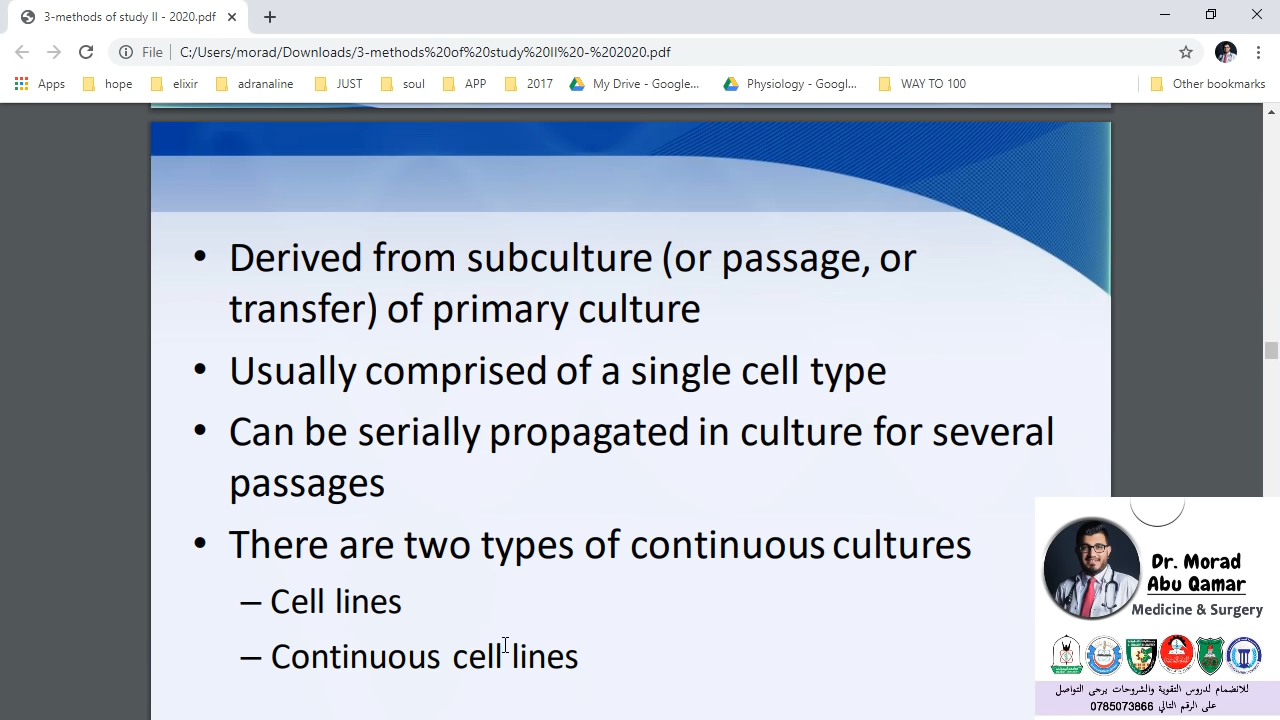 3-methods of study II - 2020.pdf
File
C:/Users/morad/Downloads/3-methods%20of%20study%20II%20-%202020.pdf
Apps hope elixir adranaline JUST soul APP 2017 My Drive - Google... Physiology - Googl... WAY TO 100 Other bookmarks
• Derived from subculture (or passage, or
transfer) of primary culture
• Usually comprised of a single cell type
• Can be serially propagated in culture for several
passages
• There are two types of continuous cultures
– Cell lines
– Continuous cell lines
Dr. Morad
Abu Qamar
Medicine & Surgery
للانضمام لدروس التقوية والشروحات يرجى التواصل
على الرقم التالي 0785073866